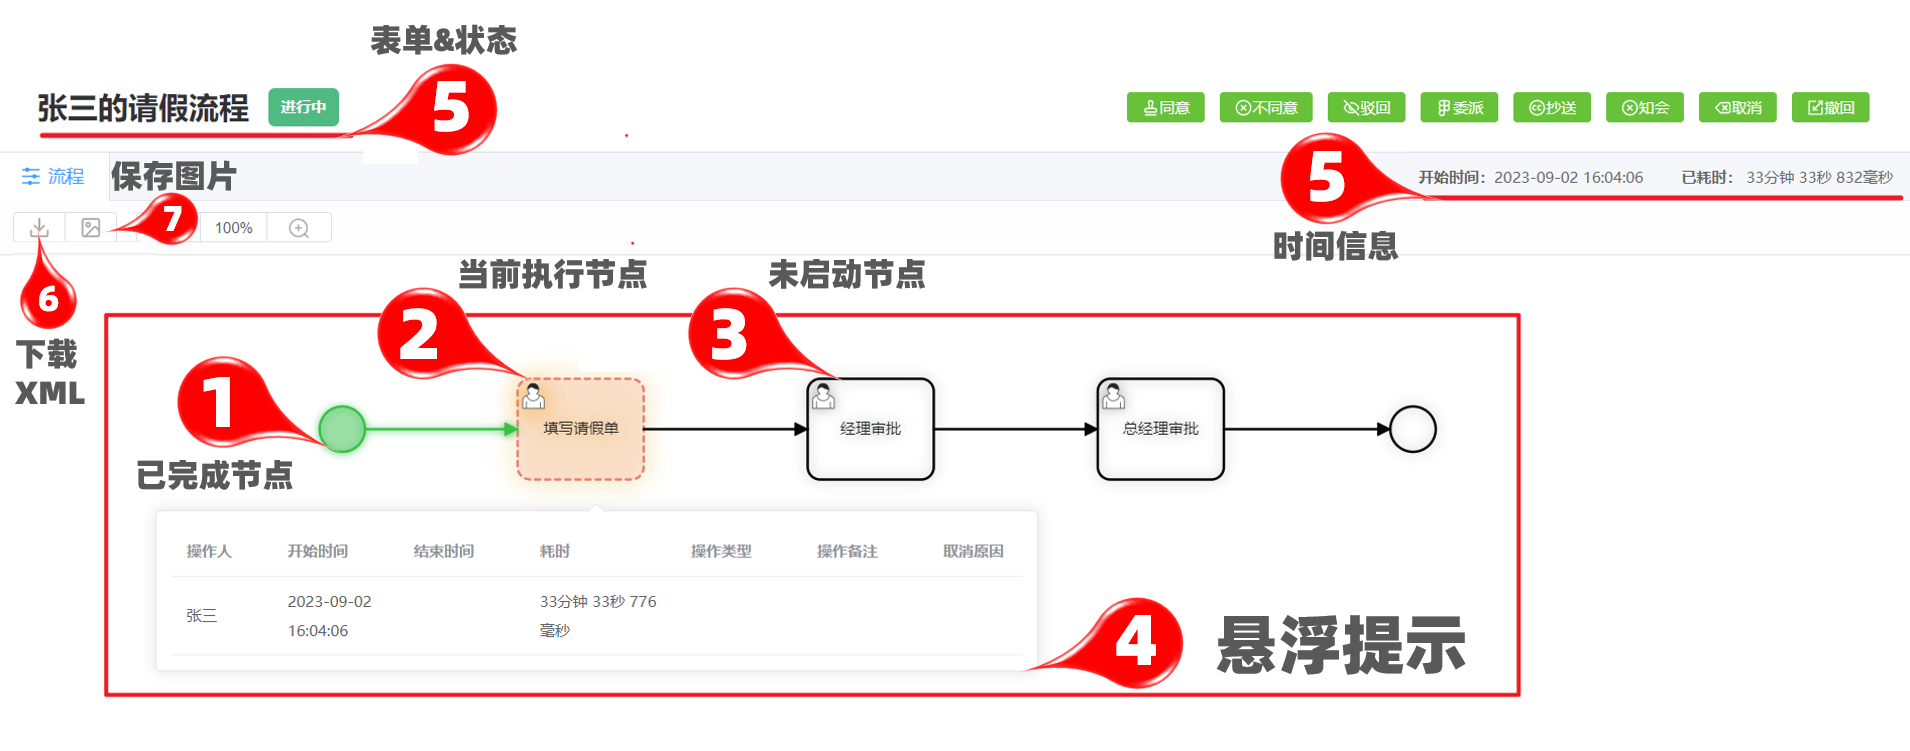 表单&状态
张三的请假流程
进行中
5
同意
不同意
驳回
委派
抄送
知会
取消
撤回
流程
保存图片
5
开始时间：2023-09-02 16:04:06
已耗时：33分钟 33秒 832毫秒
7
100%
时间信息
6
下载
XML
当前执行节点
未启动节点
2
3
1
填写请假单
经理审批
总经理审批
已完成节点
操作人
开始时间
结束时间
耗时
操作类型
操作备注
取消原因
张三
2023-09-02
16:04:06
33分钟 33秒 776
毫秒
4
悬浮提示